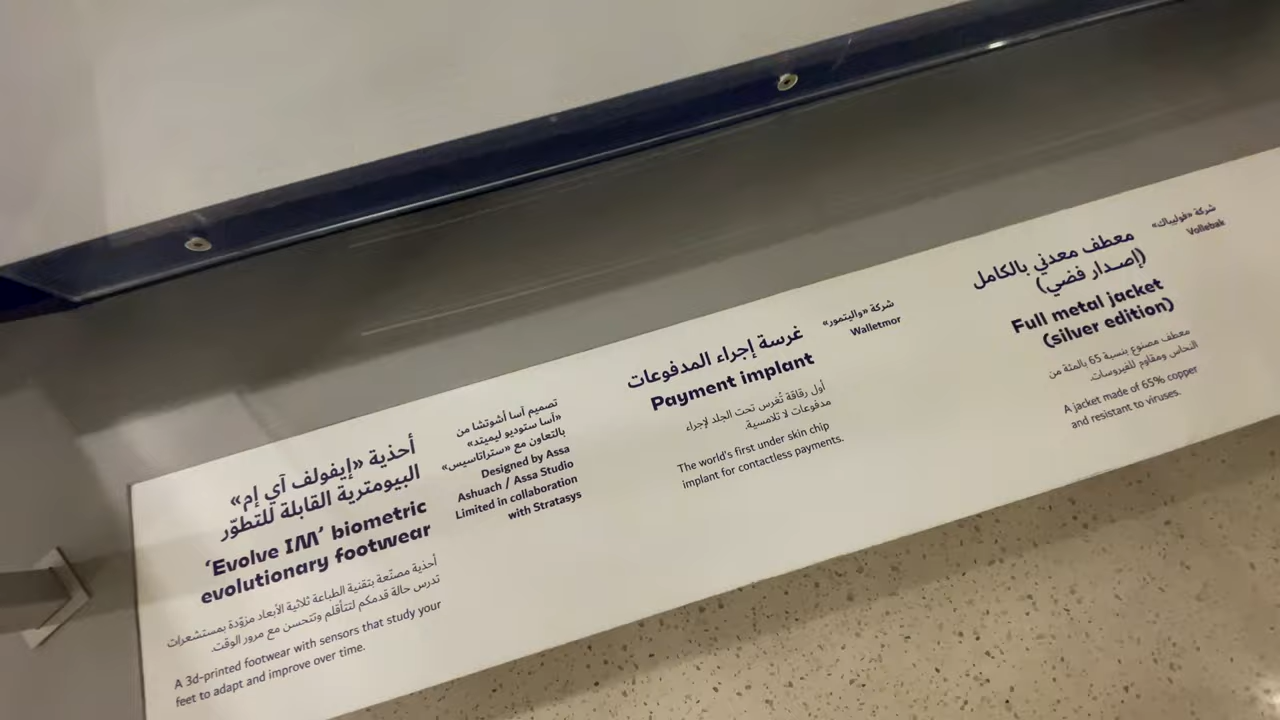 أحذية «إيفولف آي إم»
البيومترية القابلة للتطوّر
‘Evolve IM’ biometric
evolutionary footwear
أحذية مصنّعة بتقنية الطباعة ثلاثية الأبعاد مزوّدة بمستشعرات
تدرس حالة قدمكم لتتأقلم وتتحسن مع مرور الوقت.
A 3d-printed footwear with sensors that study your
feet to adapt and improve over time.
تصميم آسا أشوتشا من
«آسا ستوديو ليميتد»
بالتعاون مع «ستراتاسيس»
Designed by Assa
Ashuach / Assa Studio
Limited in collaboration
with Stratasys
غرسة إجراء المدفوعات
Payment implant
أول رقاقة تُغرس تحت الجلد لإجراء
مدفوعات لا تلامسية.
The world's first under skin chip
implant for contactless payments.
شركة «واليتمور»
Walletmor
معطف معدني بالكامل
(إصدار فضي)
Full metal jacket
(silver edition)
معطف مصنوع بنسبة 65 بالمئة من
النحاس ومقاوم للفيروسات.
A jacket made of 65% copper
and resistant to viruses.
شركة «فوليباك»
Vollebak